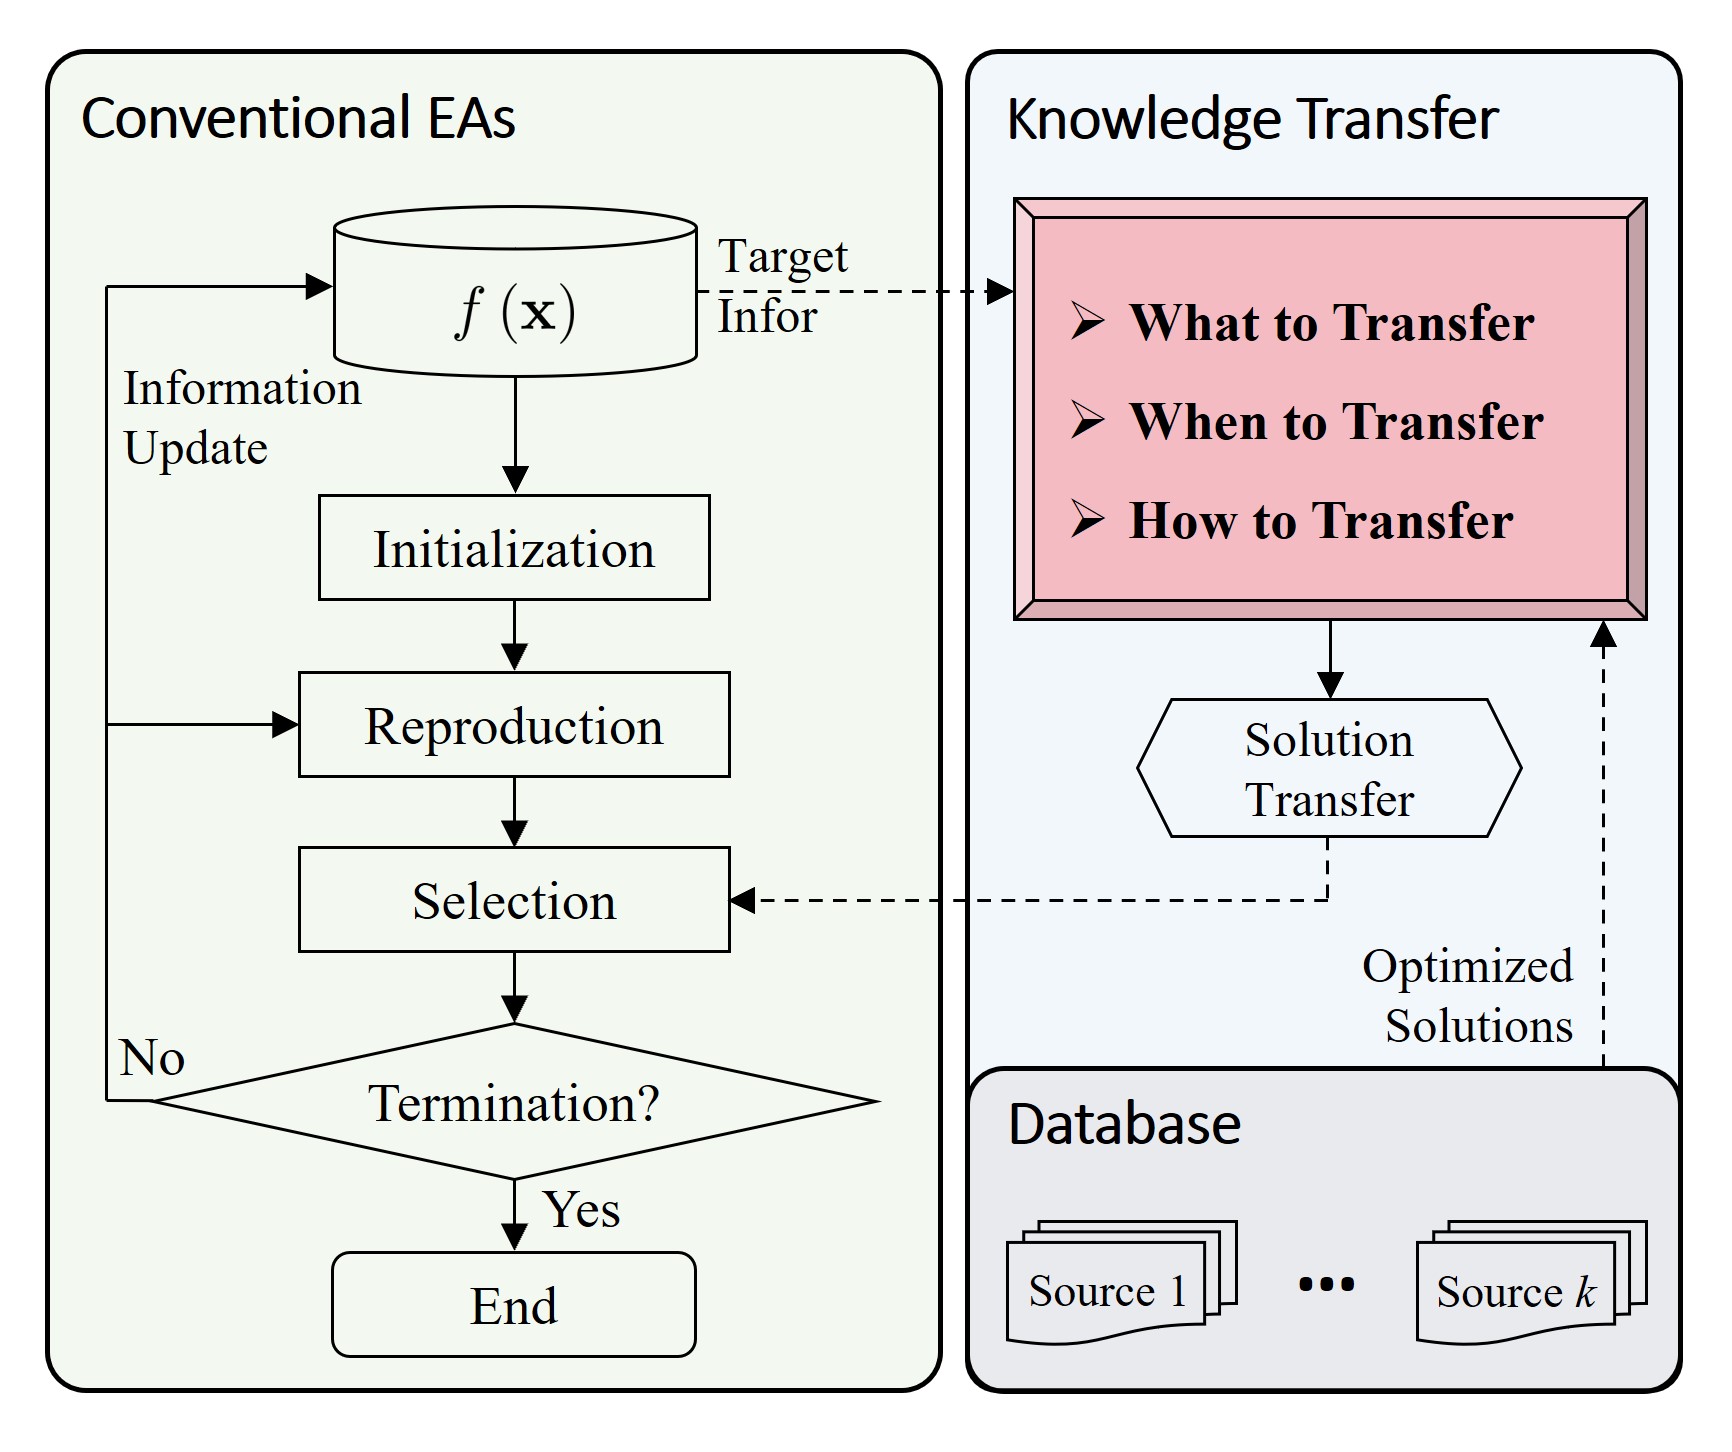 Conventional EAs
f (x)
Target
Infor
Information
Update
Initialization
Reproduction
Selection
No
Termination?
Yes
End
Knowledge Transfer
➢ What to Transfer
➢ When to Transfer
➢ How to Transfer
Solution
Transfer
Optimized
Solutions
Database
Source 1
•••
Source k